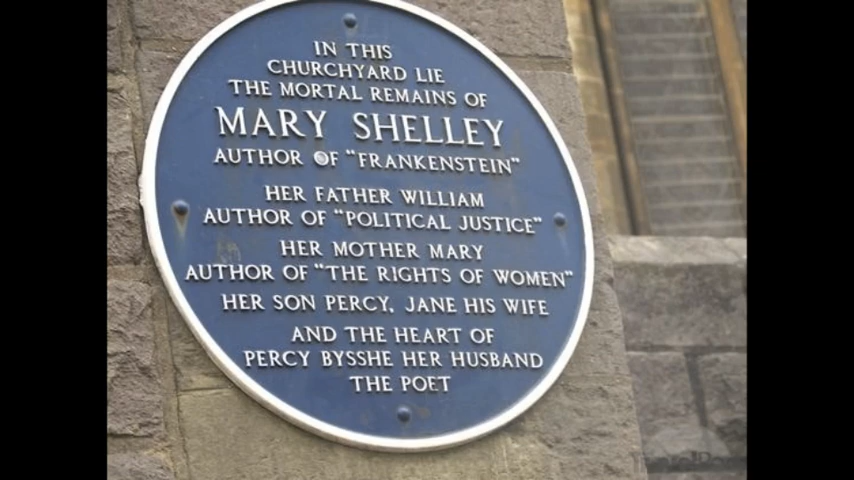 IN THIS
CHURCHYARD LIE
THE MORTAL REMAINS OF
MARY SHELLEY
AUTHOR OF "FRANKENSTEIN"
HER FATHER WILLIAM
AUTHOR OF "POLITICAL JUSTICE"
HER MOTHER MARY
AUTHOR OF "THE RIGHTS OF WOMEN"
HER SON PERCY, JANE HIS WIFE
AND THE HEART OF
PERCY BYSSHE HER HUSBAND
THE POET